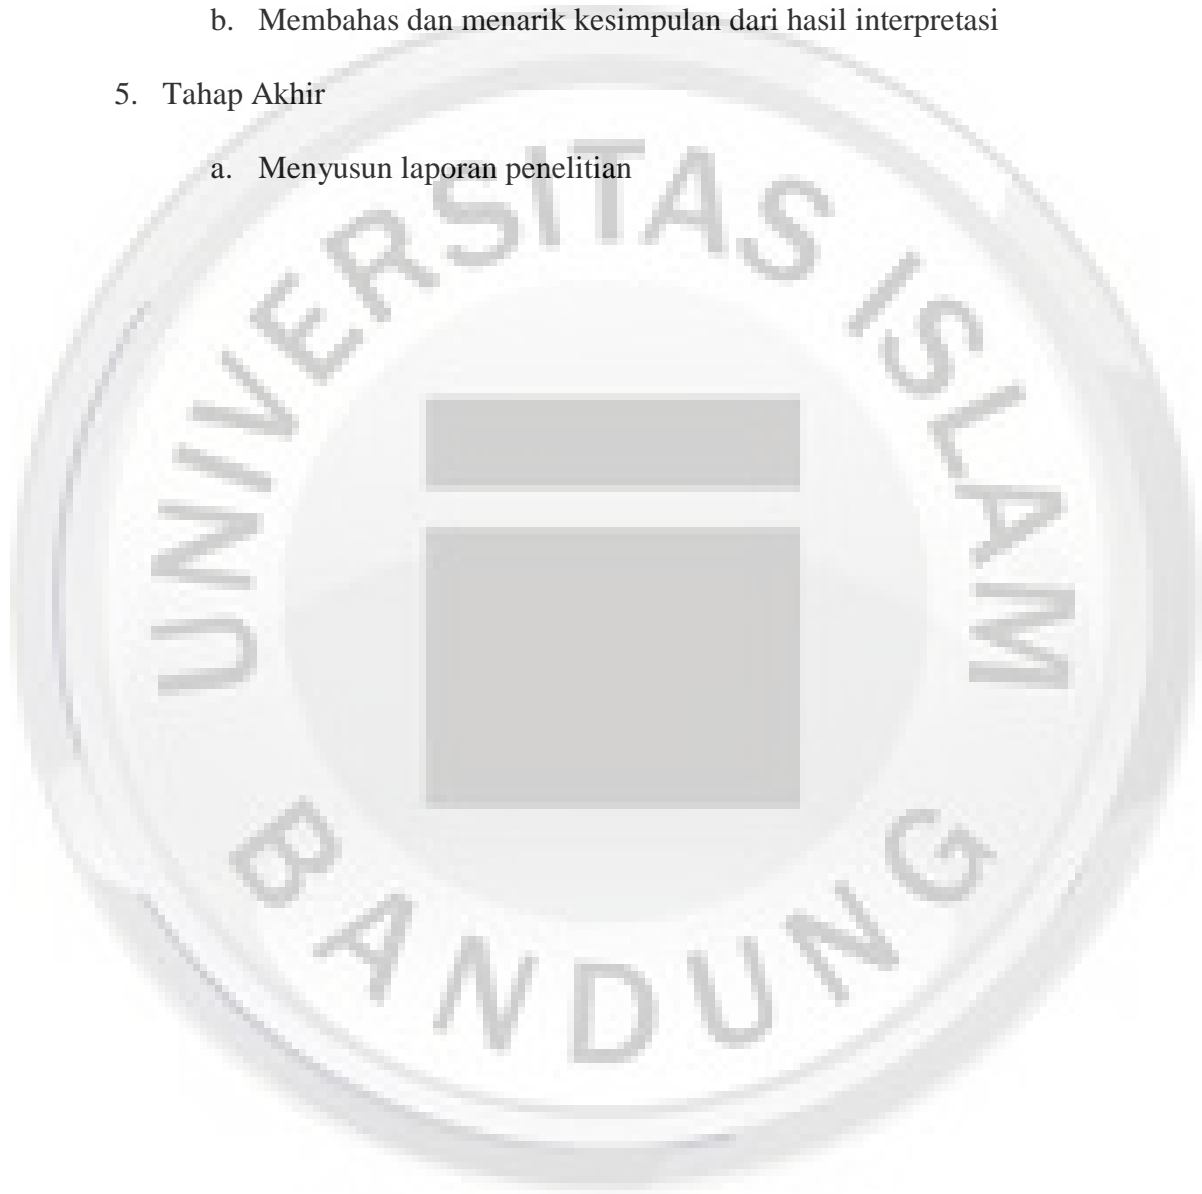 b. Membahas dan menarik kesimpulan dari hasil interpretasi
5. Tahap Akhir
a. Menyusun laporan penelitian
UNIVERSITAS ISLAM
BANDUNG